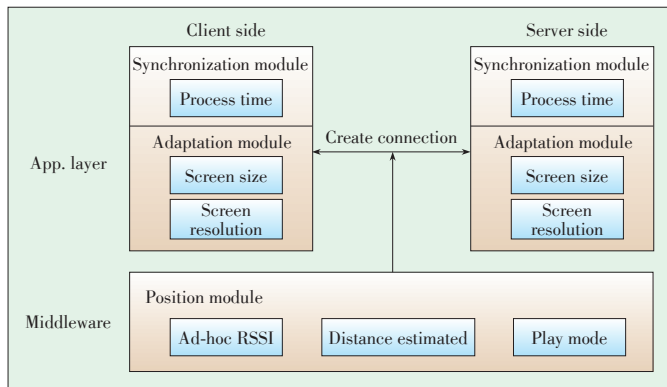 Client side
Server side
Synchronization module
Process time
Synchronization module
Process time
App. layer
Adaptation module
Screen size
Screen
resolution
Create connection
Adaptation module
Screen size
Screen
resolution
Middleware
Position module
Ad-hoc RSSI
Distance estimated
Play mode